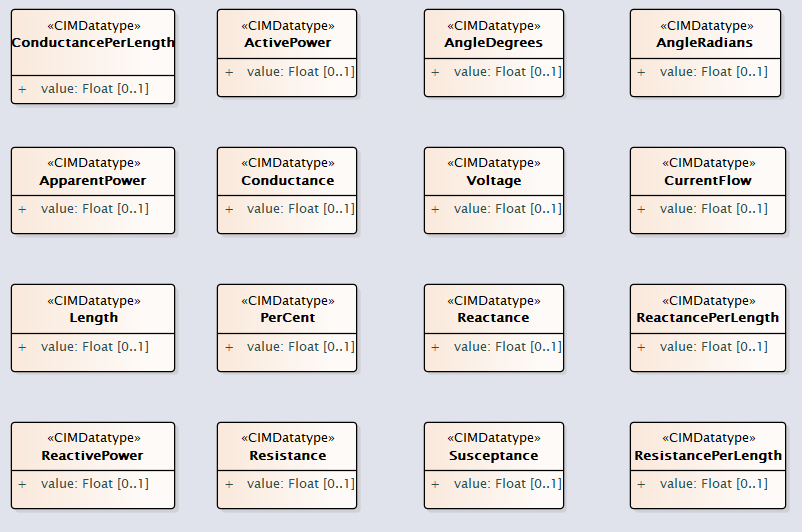 «CIMDatatype»
ConductancePerLength
+ value: Float [0..1]
«CIMDatatype»
ActivePower
+ value: Float [0..1]
«CIMDatatype»
AngleDegrees
+ value: Float [0..1]
«CIMDatatype»
AngleRadians
+ value: Float [0..1]
«CIMDatatype»
ApparentPower
+ value: Float [0..1]
«CIMDatatype»
Conductance
+ value: Float [0..1]
«CIMDatatype»
Voltage
+ value: Float [0..1]
«CIMDatatype»
CurrentFlow
+ value: Float [0..1]
«CIMDatatype»
Length
+ value: Float [0..1]
«CIMDatatype»
PerCent
+ value: Float [0..1]
«CIMDatatype»
Reactance
+ value: Float [0..1]
«CIMDatatype»
ReactancePerLength
+ value: Float [0..1]
«CIMDatatype»
ReactivePower
+ value: Float [0..1]
«CIMDatatype»
Resistance
+ value: Float [0..1]
«CIMDatatype»
Susceptance
+ value: Float [0..1]
«CIMDatatype»
ResistancePerLength
+ value: Float [0..1]